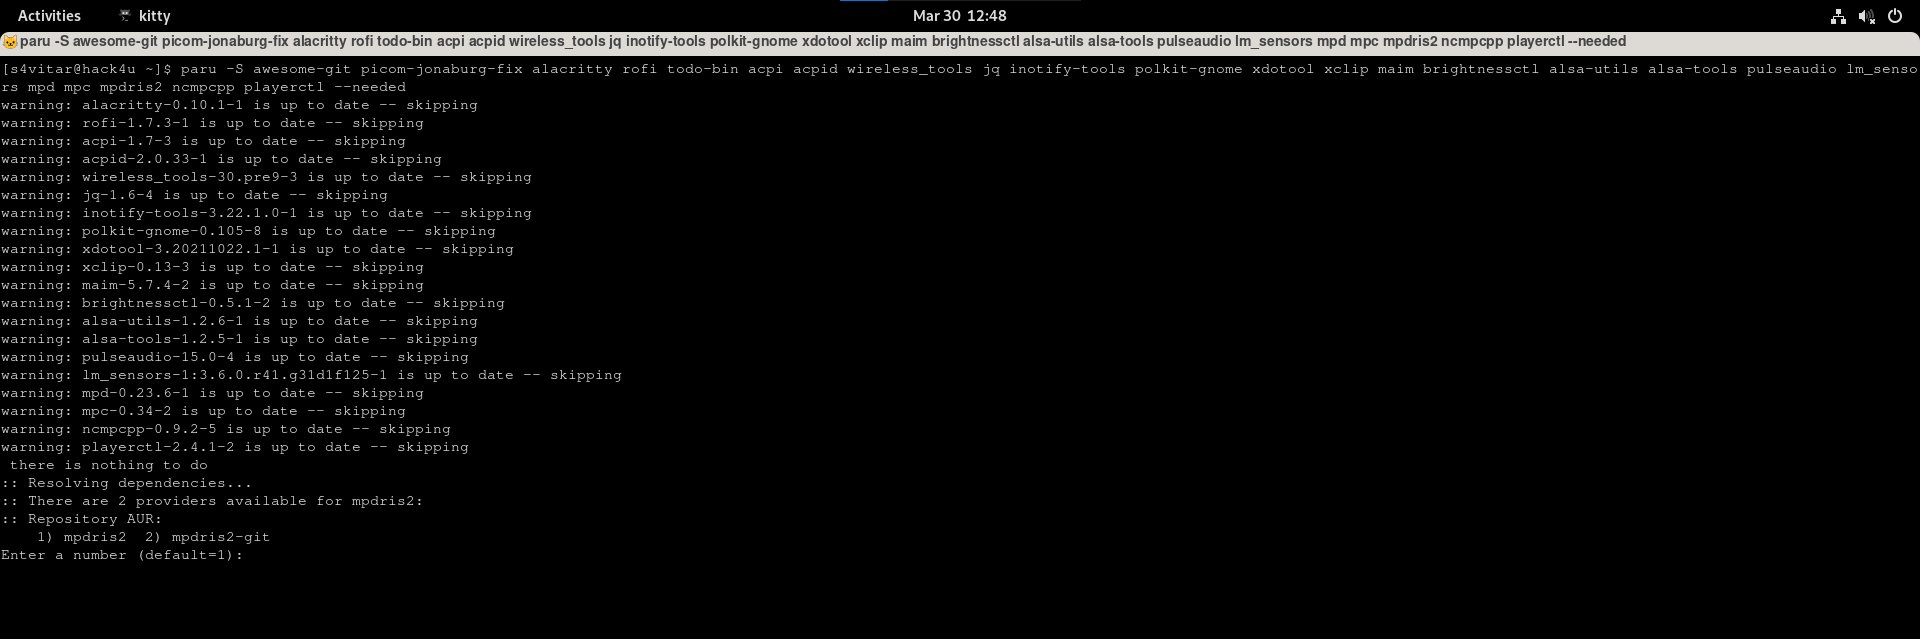 Activities kitty Mar 30 12:48
paru -S awesome-git picom-jonaburg-fix alacritty rofi todo-bin acpi acpid wireless_tools jq inotify-tools polkit-gnome xdotool xclip maim brightnessctl alsa-utils alsa-tools pulseaudio lm_sensors mpd mpc mpdris2 ncmpcpp playerctl --needed
[s4vitar@hack4u ~]$ paru -S awesome-git picom-jonaburg-fix alacritty rofi todo-bin acpi acpid wireless_tools jq inotify-tools polkit-gnome xdotool xclip maim brightnessctl alsa-utils alsa-tools pulseaudio lm_senso
rs mpd mpc mpdris2 ncmpcpp playerctl --needed
warning: alacritty-0.10.1-1 is up to date -- skipping
warning: rofi-1.7.3-1 is up to date -- skipping
warning: acpi-1.7-3 is up to date -- skipping
warning: acpid-2.0.33-1 is up to date -- skipping
warning: wireless_tools-30.pre9-3 is up to date -- skipping
warning: jq-1.6-4 is up to date -- skipping
warning: inotify-tools-3.22.1.0-1 is up to date -- skipping
warning: polkit-gnome-0.105-8 is up to date -- skipping
warning: xdotool-3.20211022.1-1 is up to date -- skipping
warning: xclip-0.13-3 is up to date -- skipping
warning: maim-5.7.4-2 is up to date -- skipping
warning: brightnessctl-0.5.1-2 is up to date -- skipping
warning: alsa-utils-1.2.6-1 is up to date -- skipping
warning: alsa-tools-1.2.5-1 is up to date -- skipping
warning: pulseaudio-15.0-4 is up to date -- skipping
warning: lm_sensors-1:3.6.0.r41.g31d1f125-1 is up to date -- skipping
warning: mpd-0.23.6-1 is up to date -- skipping
warning: mpc-0.34-2 is up to date -- skipping
warning: ncmpcpp-0.9.2-5 is up to date -- skipping
warning: playerctl-2.4.1-2 is up to date -- skipping
 there is nothing to do
:: Resolving dependencies...
:: There are 2 providers available for mpdris2:
:: Repository AUR:
    1) mpdris2  2) mpdris2-git
Enter a number (default=1):